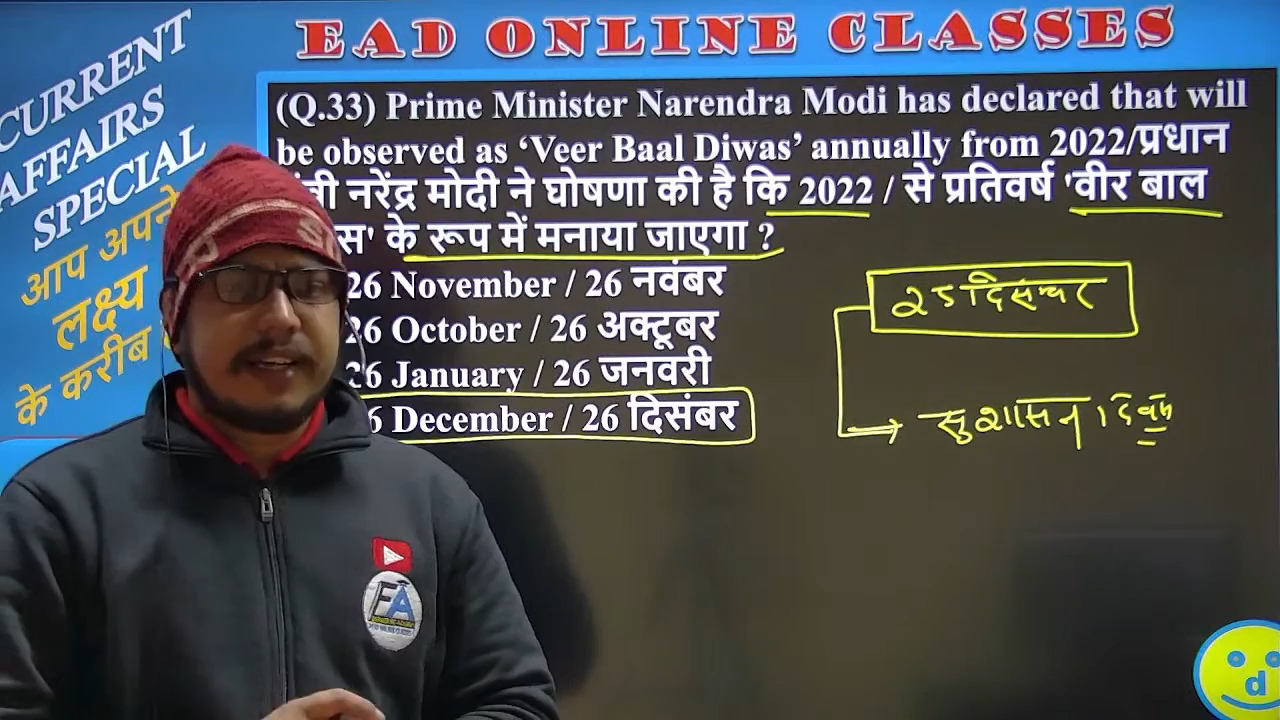 EAD ONLINE CLASSES
CURRENT
AFFAIRS
SPECIAL
आप अपने
लक्ष्य
के करीब
(Q.33) Prime Minister Narendra Modi has declared that will
be observed as ‘Veer Baal Diwas’ annually from 2022/प्रधान
नरेंद्र मोदी ने घोषणा की है कि 2022 / से प्रतिवर्ष 'वीर बाल
स' के रूप में मनाया जाएगा ?
26 November / 26 नवंबर
26 October / 26 अक्टूबर
26 January / 26 जनवरी
6 December / 26 दिसंबर
२५ दिसम्बर
सुशासन दिवस
EA
d